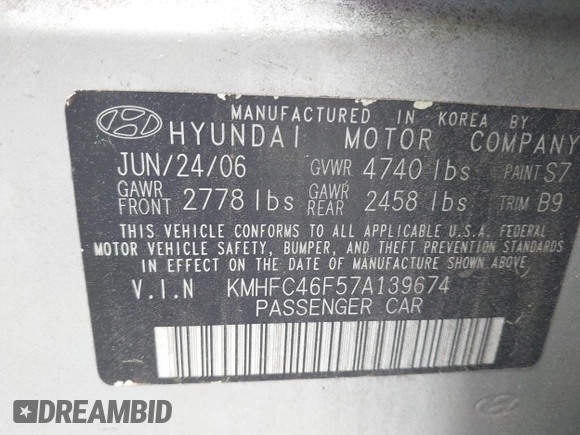 MANUFACTURED IN KOREA BY
HYUNDAI MOTOR COMPANY
JUN/24/06 GVWR 4740 lbs PAINT S7
GAWR FRONT 2778 lbs GAWR REAR 2458 lbs TRIM B9
THIS VEHICLE CONFORMS TO ALL APPLICABLE U.S.A. FEDERAL
MOTOR VEHICLE SAFETY, BUMPER, AND THEFT PREVENTION STANDARDS
IN EFFECT ON THE DATE OF MANUFACTURE SHOWN ABOVE
V.I.N KMHFC46F57A139674
PASSENGER CAR
DREAMBID